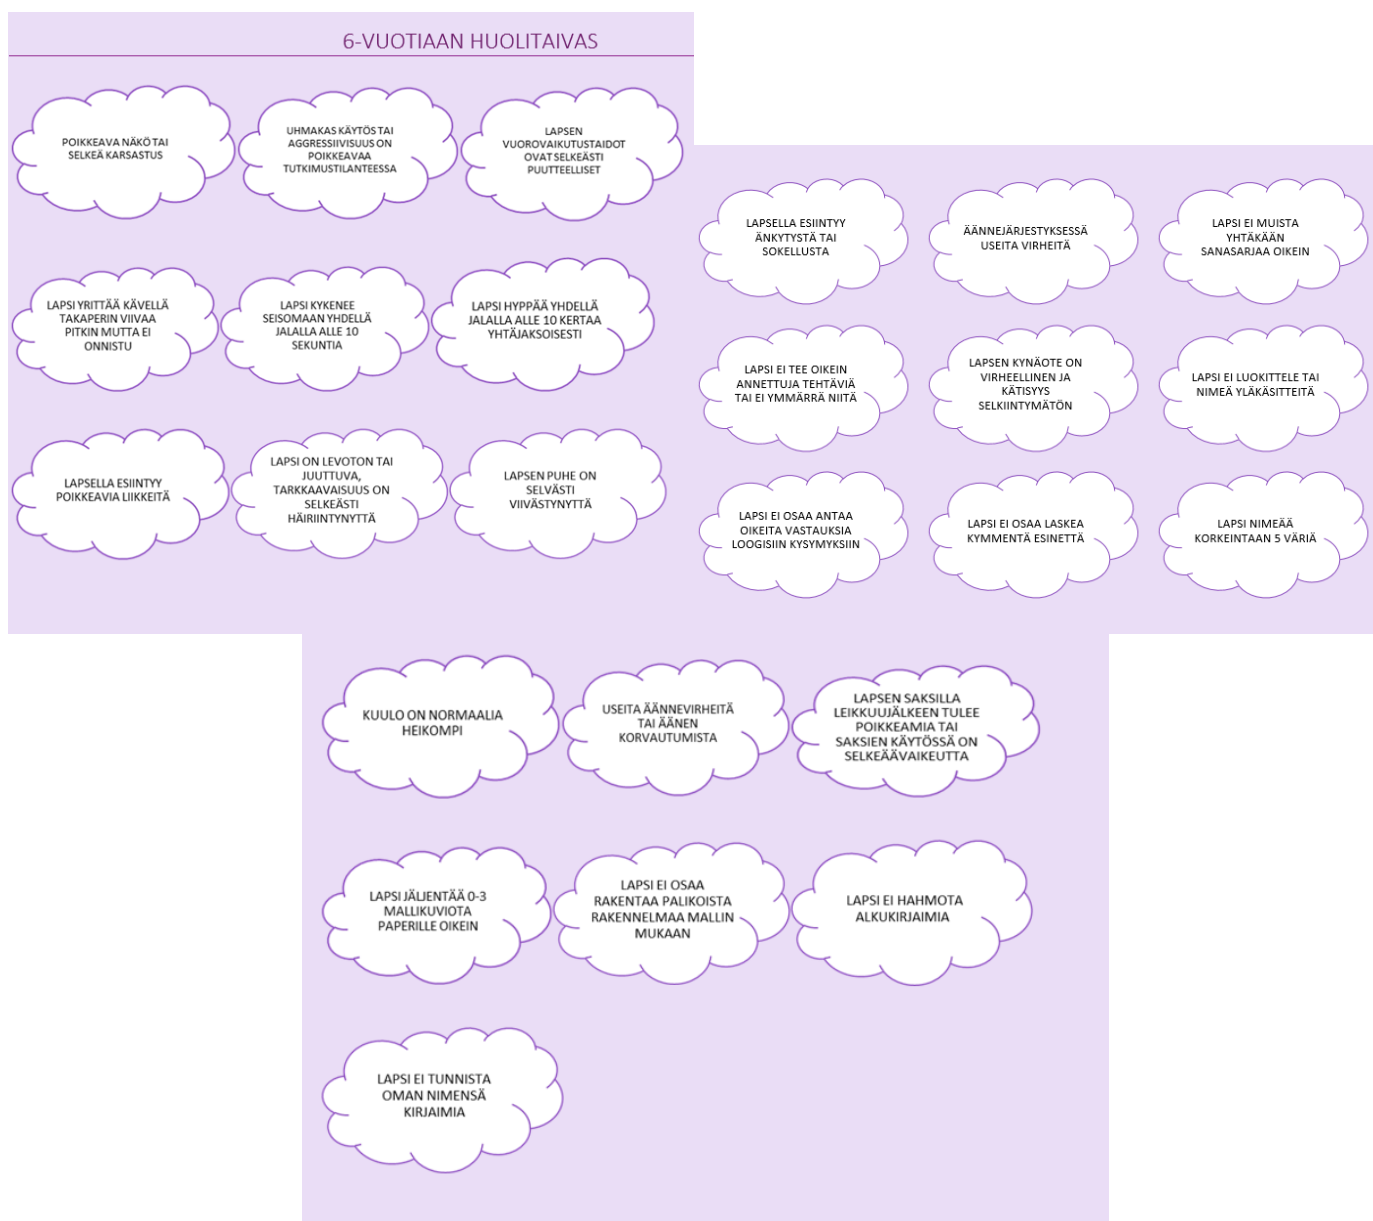 6-VUOTIAAN HUOLITAIVAS
POIKKEAVA NÄKÖ TAI
SELKEÄ KARSASTUS
UHMAKAS KÄYTÖS TAI
AGGRESSIIVISUUS ON
POIKKEAVAA
TUTKIMUSTILANTEESSA
LAPSEN
VUOROVAIKUTUSTAIDOT
OVAT SELKEÄSTI
PUUTTEELLISET
LAPSI YRITTÄÄ KÄVELLÄ
TAKAPERIN VIIVAA
PITKIN MUTTA EI
ONNISTU
LAPSI KYKENEE
SEISOMAAN YHDELLÄ
JALALLA ALLE 10
SEKUNTIA
LAPSI HYPPÄÄ YHDELLÄ
JALALLA ALLE 10 KERTAA
YHTÄJAKSOISESTI
LAPSELLA ESIINTYY
POIKKEAVIA LIIKKEITÄ
LAPSI ON LEVOTON TAI
JUUTTUVA,
TARKKAAVAISUUS ON
SELKEÄSTI
HÄIRIINTYNYTTÄ
LAPSEN PUHE ON
SELVÄSTI
VIIVÄSTYNYTTÄ
LAPSELLA ESIINTYY
ÄNKYTYSTÄ TAI
SOKELLUSTA
ÄÄNNEJÄRJESTYKSESSÄ
USEITA VIRHEITÄ
LAPSI EI MUISTA
YHTÄKÄÄN
SANASARJAA OIKEIN
LAPSI EI TEE OIKEIN
ANNETTUJA TEHTÄVIÄ
TAI EI YMMÄRRÄ NIITÄ
LAPSEN KYNÄOTE ON
VIRHEELLINEN JA
KÄTISYYS
SELKIINTYMÄTÖN
LAPSI EI LUOKITTELE TAI
NIMEÄ YLÄKÄSITTEITÄ
LAPSI EI OSAA ANTAA
OIKEITA VASTAUKSIA
LOOGISIIN KYSYMYKSIIN
LAPSI EI OSAA LASKEA
KYMMENTÄ ESINETTÄ
LAPSI NIMEÄÄ
KORKEINTAAN 5 VÄRIÄ
KUULO ON NORMAALIA
HEIKOMPI
USEITA ÄÄNNEVIRHEITÄ
TAI ÄÄNEN
KORVAUTUMISTA
LAPSEN SAKSILLA
LEIKKUUJÄLKEEN TULEE
POIKKEAMIA TAI
SAKSIEN KÄYTÖSSÄ ON
SELKEÄÄVAIKEUTTA
LAPSI JÄLJENTÄÄ 0-3
MALLIKUVIOTA
PAPERILLE OIKEIN
LAPSI EI OSAA
RAKENTAA PALIKOISTA
RAKENNELMAA MALLIN
MUKAAN
LAPSI EI HAHMOTA
ALKUKIRJAIMIA
LAPSI EI TUNNISTA
OMAN NIMENSÄ
KIRJAIMIA